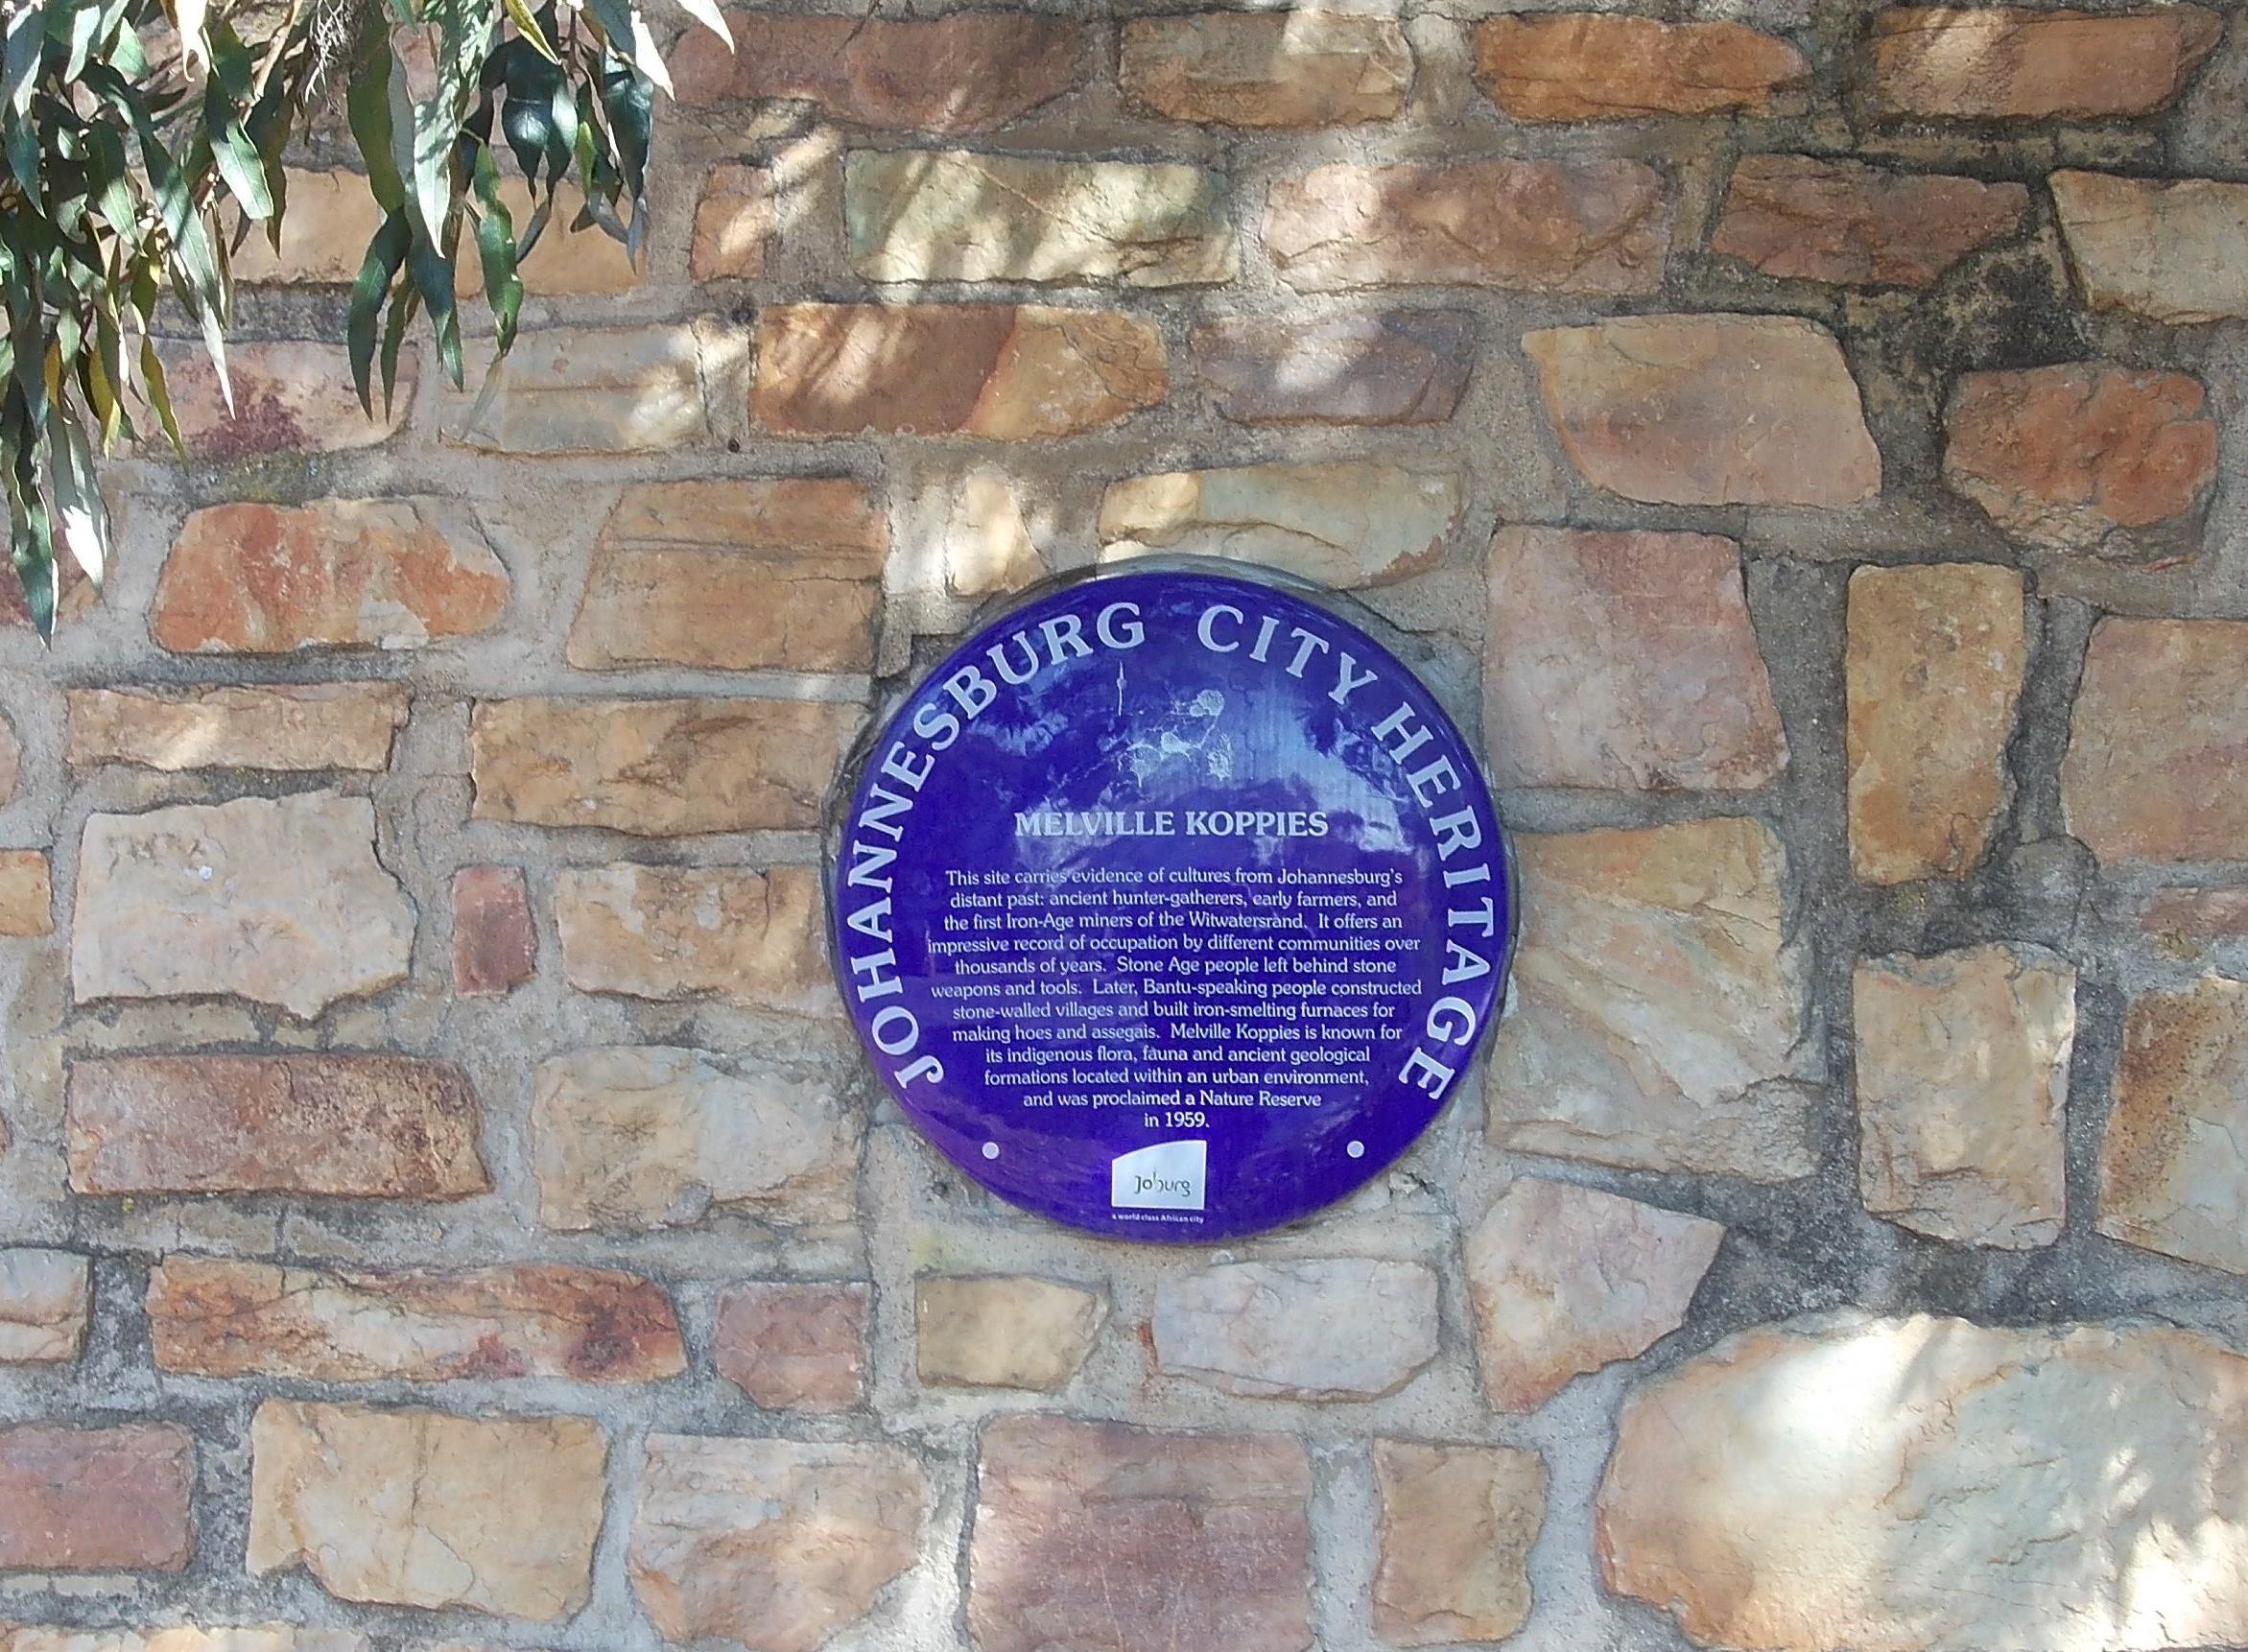 JOHANNESBURG CITY HERITAGE
MELVILLE KOPPIES
This site carries evidence of cultures from Johannesburg's
distant past: ancient hunter-gatherers, early farmers, and
the first Iron-Age miners of the Witwatersrand. It offers an
impressive record of occupation by different communities over
thousands of years. Stone Age people left behind stone
weapons and tools. Later, Bantu-speaking people constructed
stone-walled villages and built iron-smelting furnaces for
making hoes and assegais. Melville Koppies is known for
its indigenous flora, fauna and ancient geological
formations located within an urban environment,
and was proclaimed a Nature Reserve
in 1959.
Joburg
a world class African city